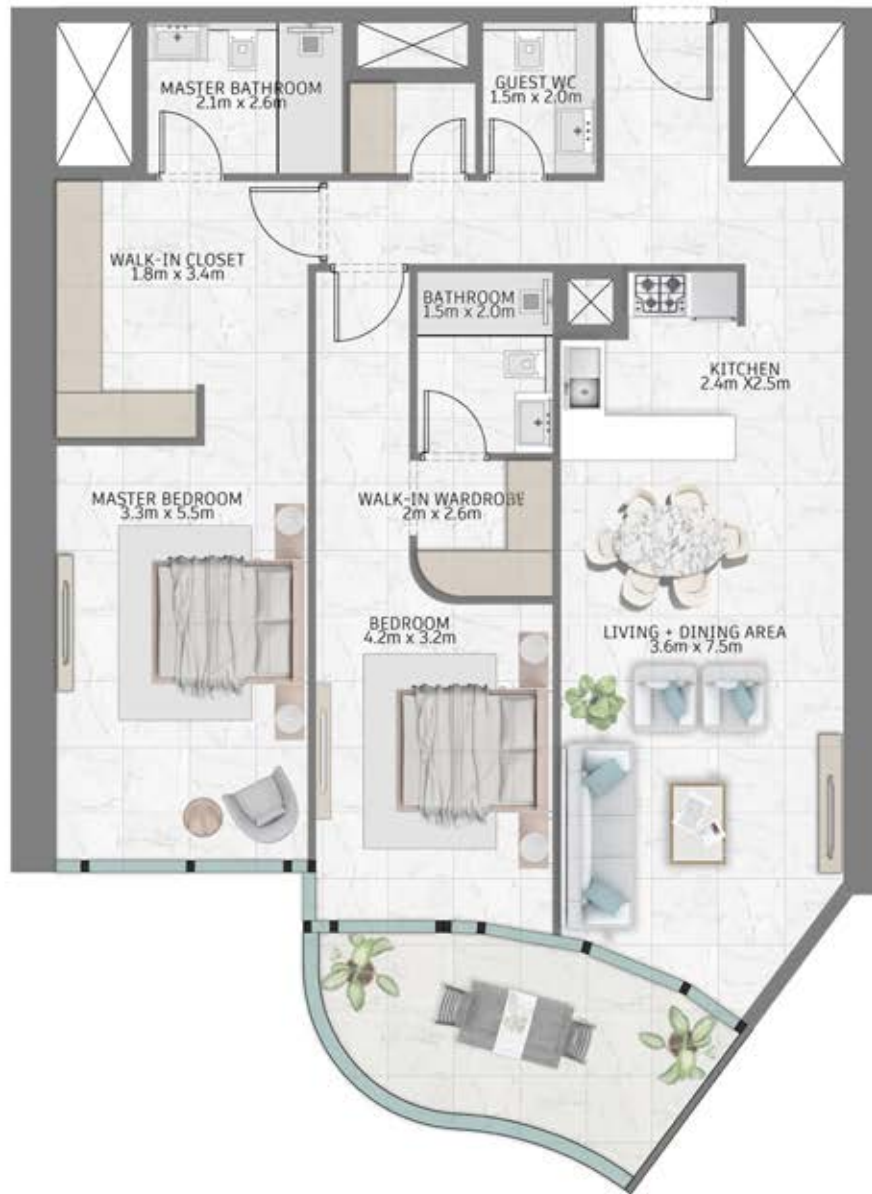 MASTER BATHROOM
2.1m x 2.6m
GUEST WC
1.5m x 2.0m
WALK-IN CLOSET
1.8m x 3.4m
BATHROOM
1.5m x 2.0m
KITCHEN
2.4m X2.5m
MASTER BEDROOM
3.3m x 5.5m
WALK-IN WARDROBE
2m x 2.6m
BEDROOM
4.2m x 3.2m
LIVING + DINING AREA
3.6m x 7.5m